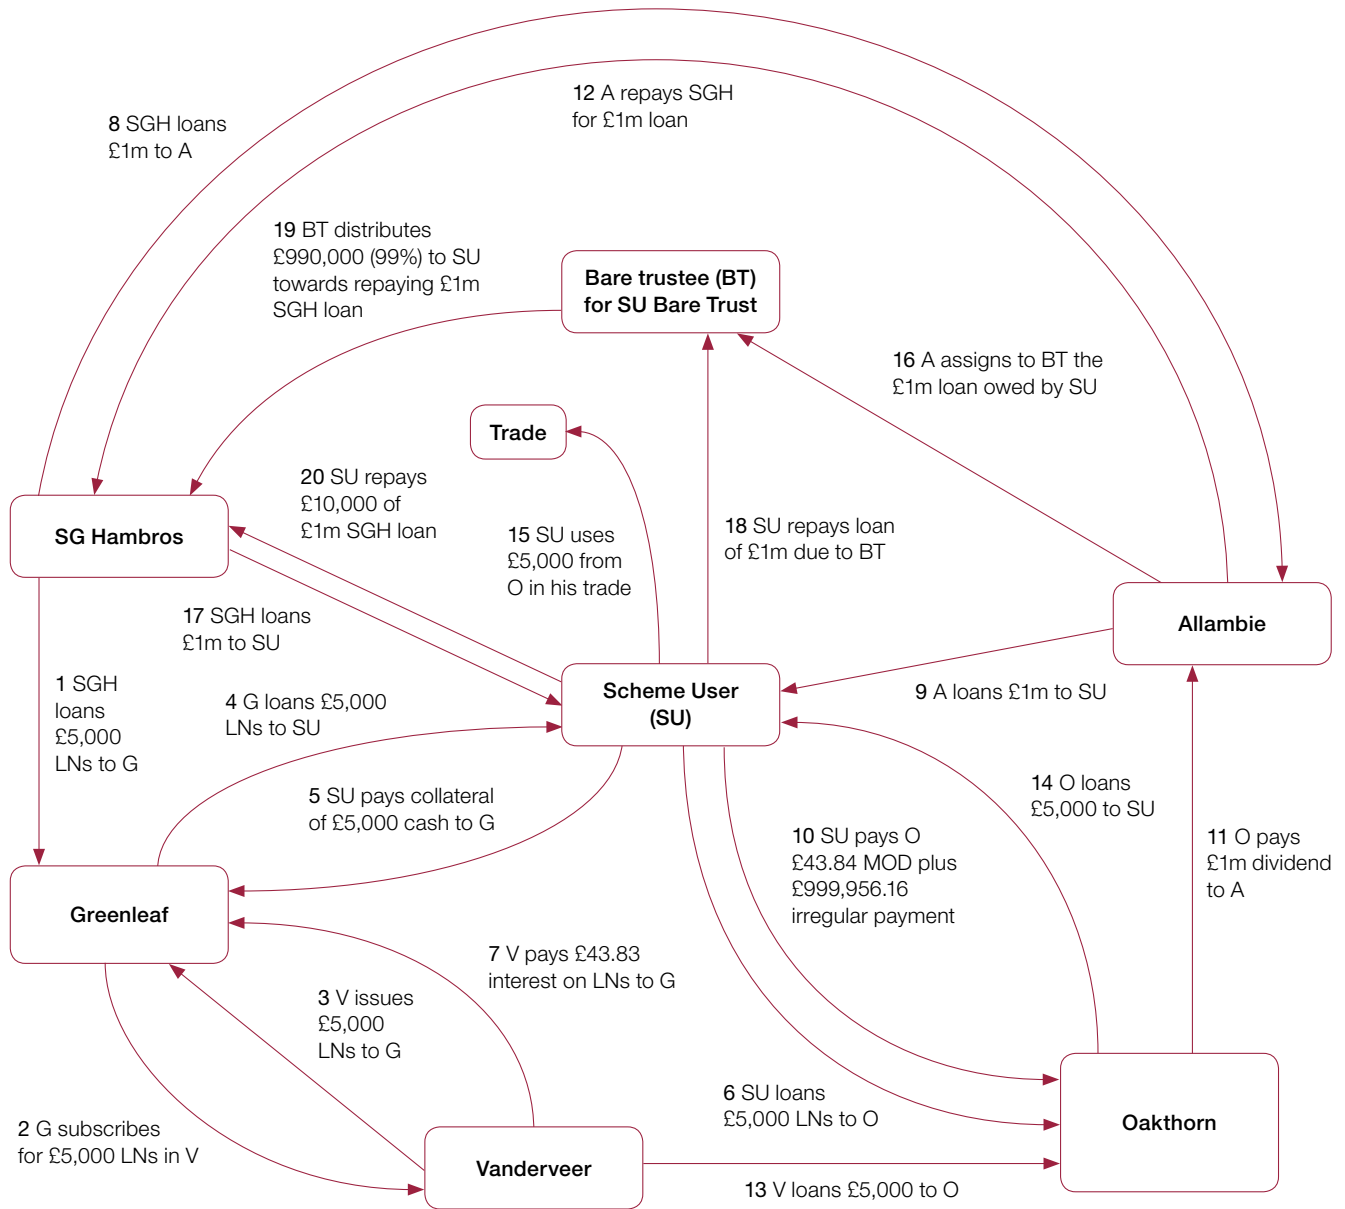 8 SGH loans
£1m to A
12 A repays SGH
for £1m loan
19 BT distributes
£990,000 (99%) to SU
towards repaying £1m
SGH loan
Bare trustee (BT)
for SU Bare Trust
16 A assigns to BT the
£1m loan owed by SU
Trade
20 SU repays
£10,000 of
£1m SGH loan
SG Hambros
15 SU uses
£5,000 from
O in his trade
18 SU repays loan
of £1m due to BT
17 SGH loans
£1m to SU
Allambie
1 SGH
loans
£5,000
LNs to G
4 G loans £5,000
LNs to SU
Scheme User
(SU)
9 A loans £1m to SU
5 SU pays collateral
of £5,000 cash to G
14 O loans
£5,000 to SU
10 SU pays O
£43.84 MOD plus
£999,956.16
irregular payment
11 O pays
£1m dividend
to A
Greenleaf
7 V pays £43.83
interest on LNs to G
3 V issues
£5,000
LNs to G
6 SU loans
£5,000 LNs to O
Oakthorn
2 G subscribes
for £5,000 LNs in V
Vanderveer
13 V loans £5,000 to O